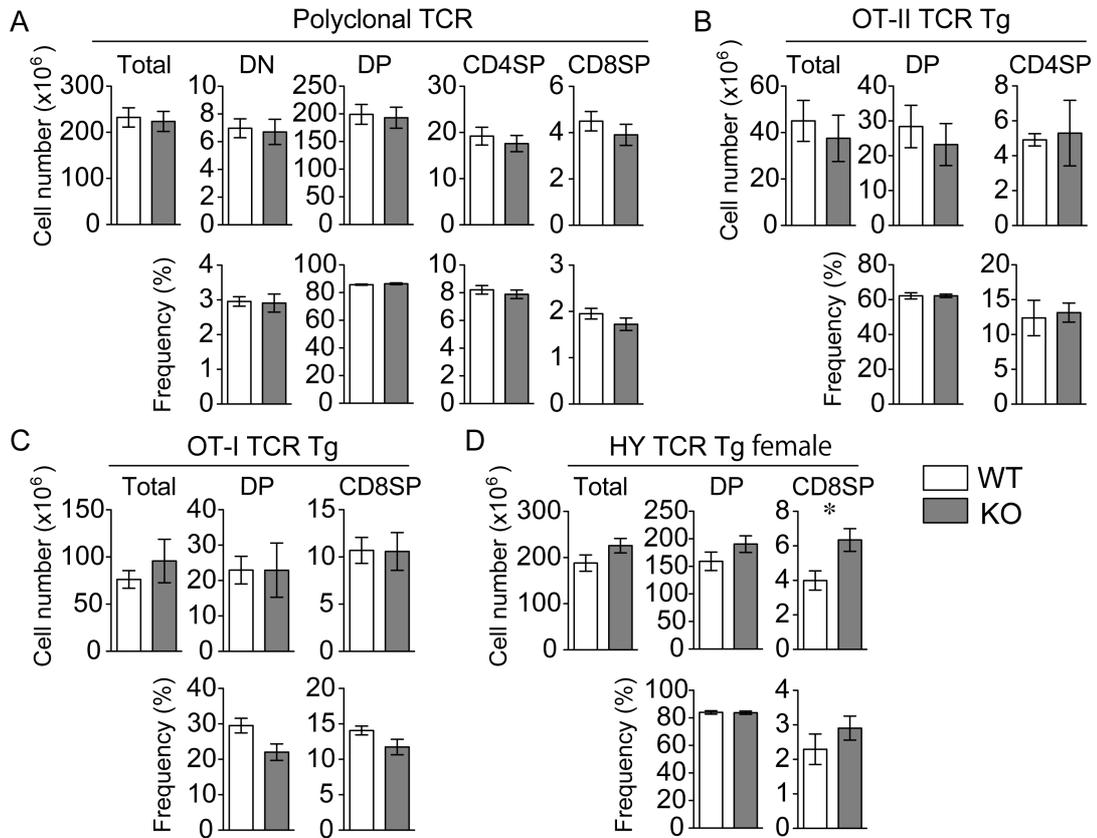 A
Polyclonal TCR
Total DN DP CD4SP CD8SP
Cell number (x10⁶)
300 200 100 0
10 8 6 4 2 0
250 200 150 100 50 0
30 20 10 0
6 4 2 0
Frequency (%)
4 3 2 1 0
100 80 60 40 20 0
10 8 6 4 2 0
3 2 1 0
B
OT-II TCR Tg
Total DP CD4SP
Cell number (x10⁶)
60 40 20 0
40 30 20 10 0
8 6 4 2 0
Frequency (%)
80 60 40 20 0
20 15 10 5 0
C
OT-I TCR Tg
Total DP CD8SP
Cell number (x10⁶)
150 100 50 0
40 30 20 10 0
15 10 5 0
Frequency (%)
40 30 20 10 0
20 15 10 5 0
D
HY TCR Tg female
Total DP CD8SP
*
Cell number (x10⁶)
300 200 100 0
250 200 150 100 50 0
8 6 4 2 0
Frequency (%)
100 80 60 40 20 0
4 3 2 1 0
WT
KO